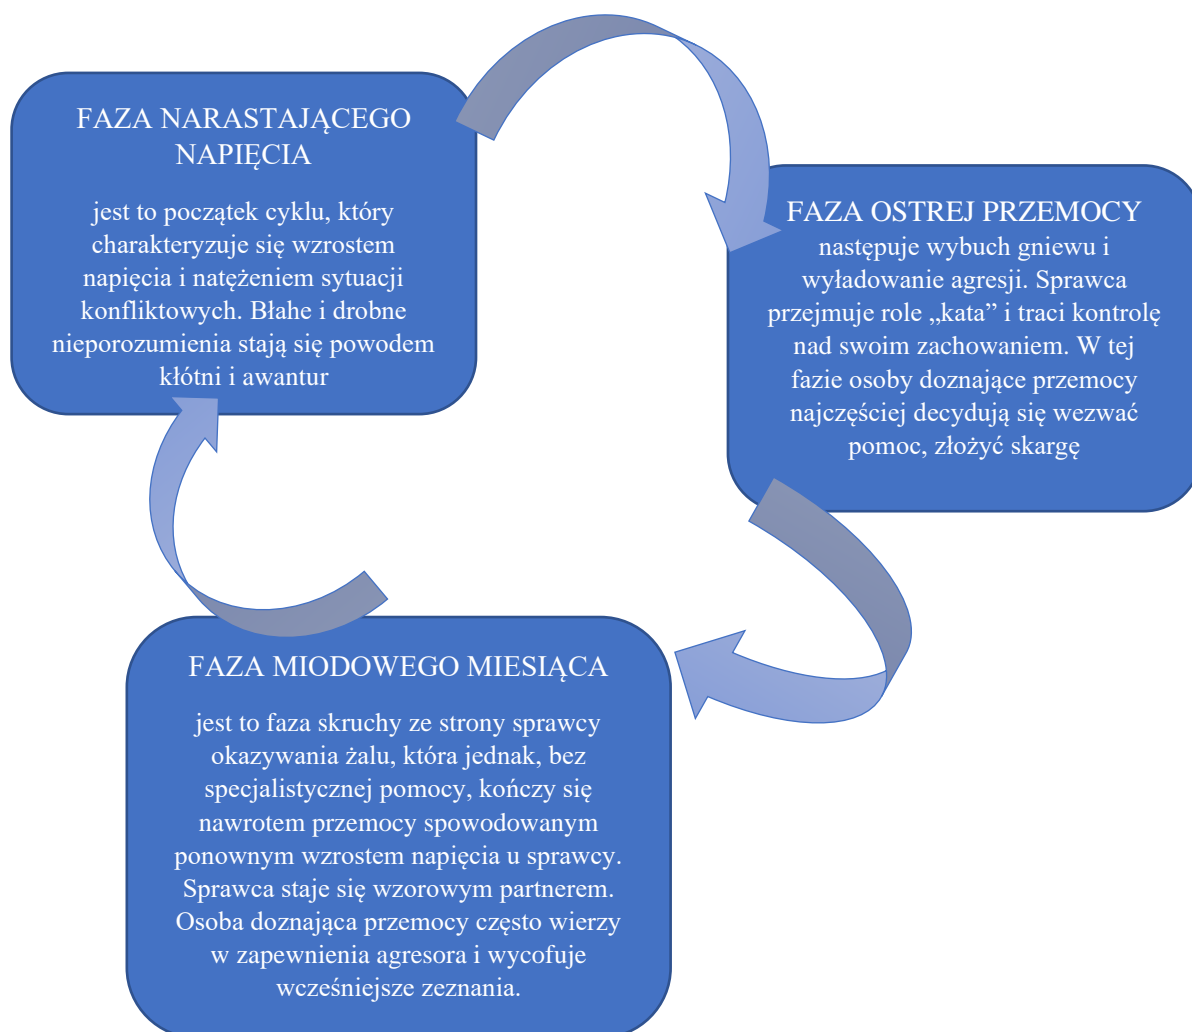 FAZA NARASTAJĄCEGO
NAPIĘCIA
jest to początek cyklu, który
charakteryzuje się wzrostem
napięcia i natężeniem sytuacji
konfliktowych. Błahe i drobne
nieporozumienia stają się powodem
kłótni i awantur
FAZA OSTREJ PRZEMOCY
następuje wybuch gniewu i
wyładowanie agresji. Sprawca
przejmuje role „kata” i traci kontrolę
nad swoim zachowaniem. W tej
fazie osoby doznające przemocy
najczęściej decydują się wezwać
pomoc, złożyć skargę
FAZA MIODOWEGO MIESIĄCA
jest to faza skruchy ze strony sprawcy
okazywania żalu, która jednak, bez
specjalistycznej pomocy, kończy się
nawrotem przemocy spowodowanym
ponownym wzrostem napięcia u sprawcy.
Sprawca staje się wzorowym partnerem.
Osoba doznająca przemocy często wierzy
w zapewnienia agresora i wycofuje
wcześniejsze zeznania.